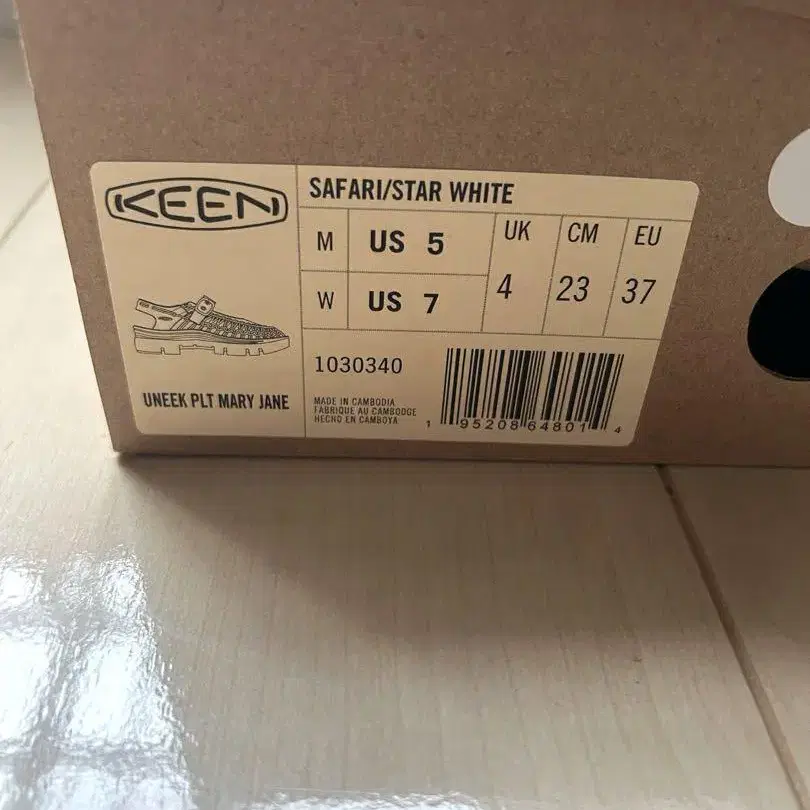 KEEN
SAFARI/STAR WHITE
M US 5
W US 7
UK CM EU
4 23 37
UNEEK PLT MARY JANE
1030340
MADE IN CAMBODIA
FABRIQUE AU CAMBODGE
HECHO EN CAMBOYA
1 95208 64801 4